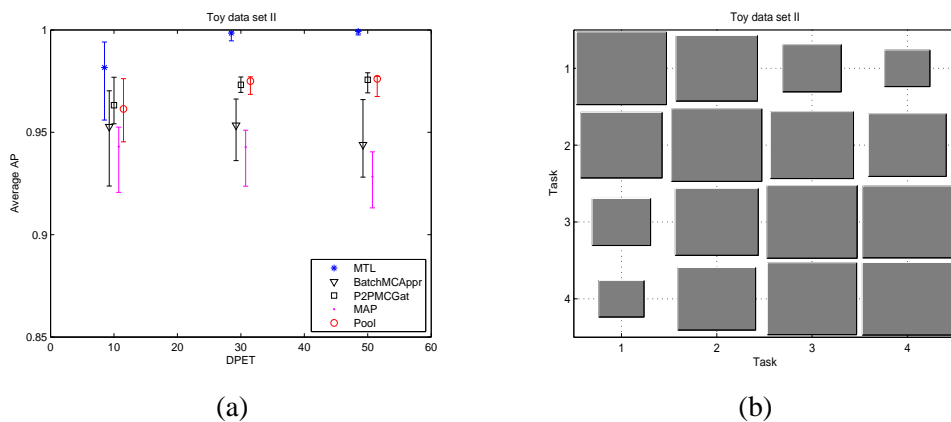 Toy data set II
1
0.95
0.9
0.85
Average AP
0 10 20 30 40 50 60
DPET
MTL
BatchMCAppr
P2PMCGat
MAP
Pool
(a)
Toy data set II
1
2
3
4
Task
1 2 3 4
Task
(b)